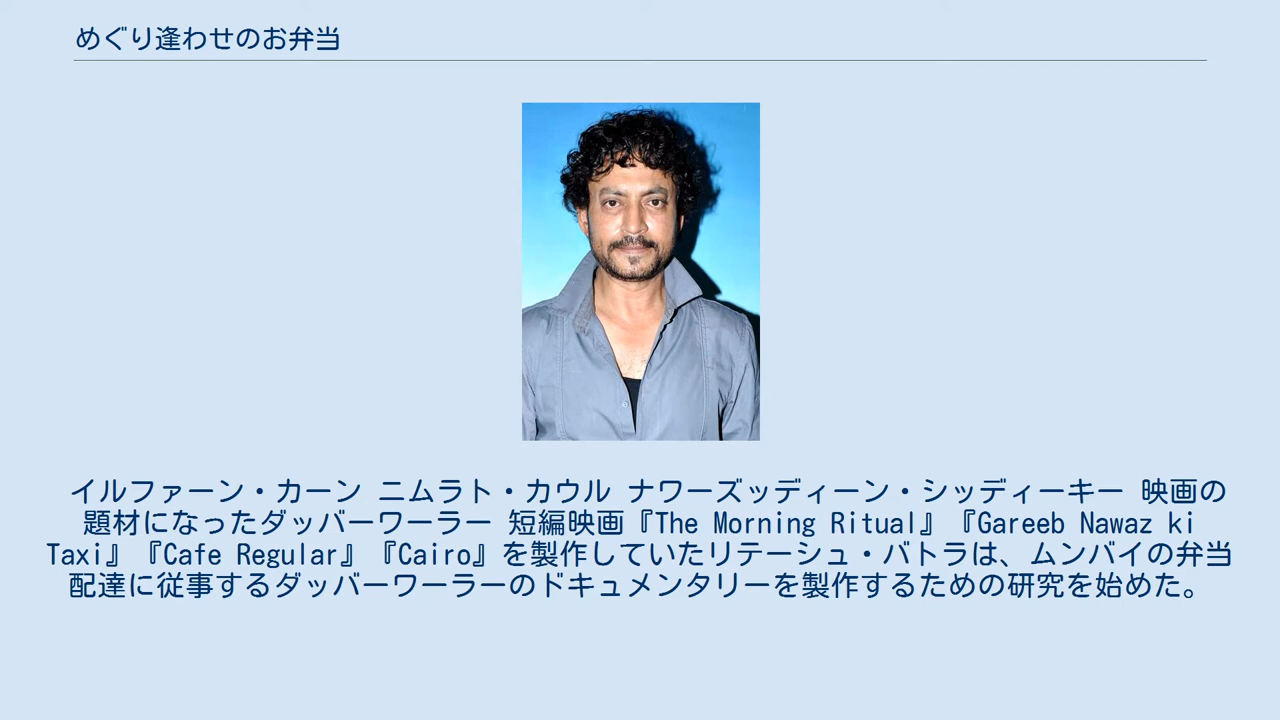 めぐり逢わせのお弁当
イルファーン・カーン ニムラト・カウル ナワーズッディーン・シッディーキー 映画の
題材になったダッバーワーラー 短編映画『The Morning Ritual』『Gareeb Nawaz ki
Taxi』『Cafe Regular』『Cairo』を製作していたリテーシュ・バトラは、ムンバイの弁当
配達に従事するダッバーワーラーのドキュメンタリーを製作するための研究を始めた。